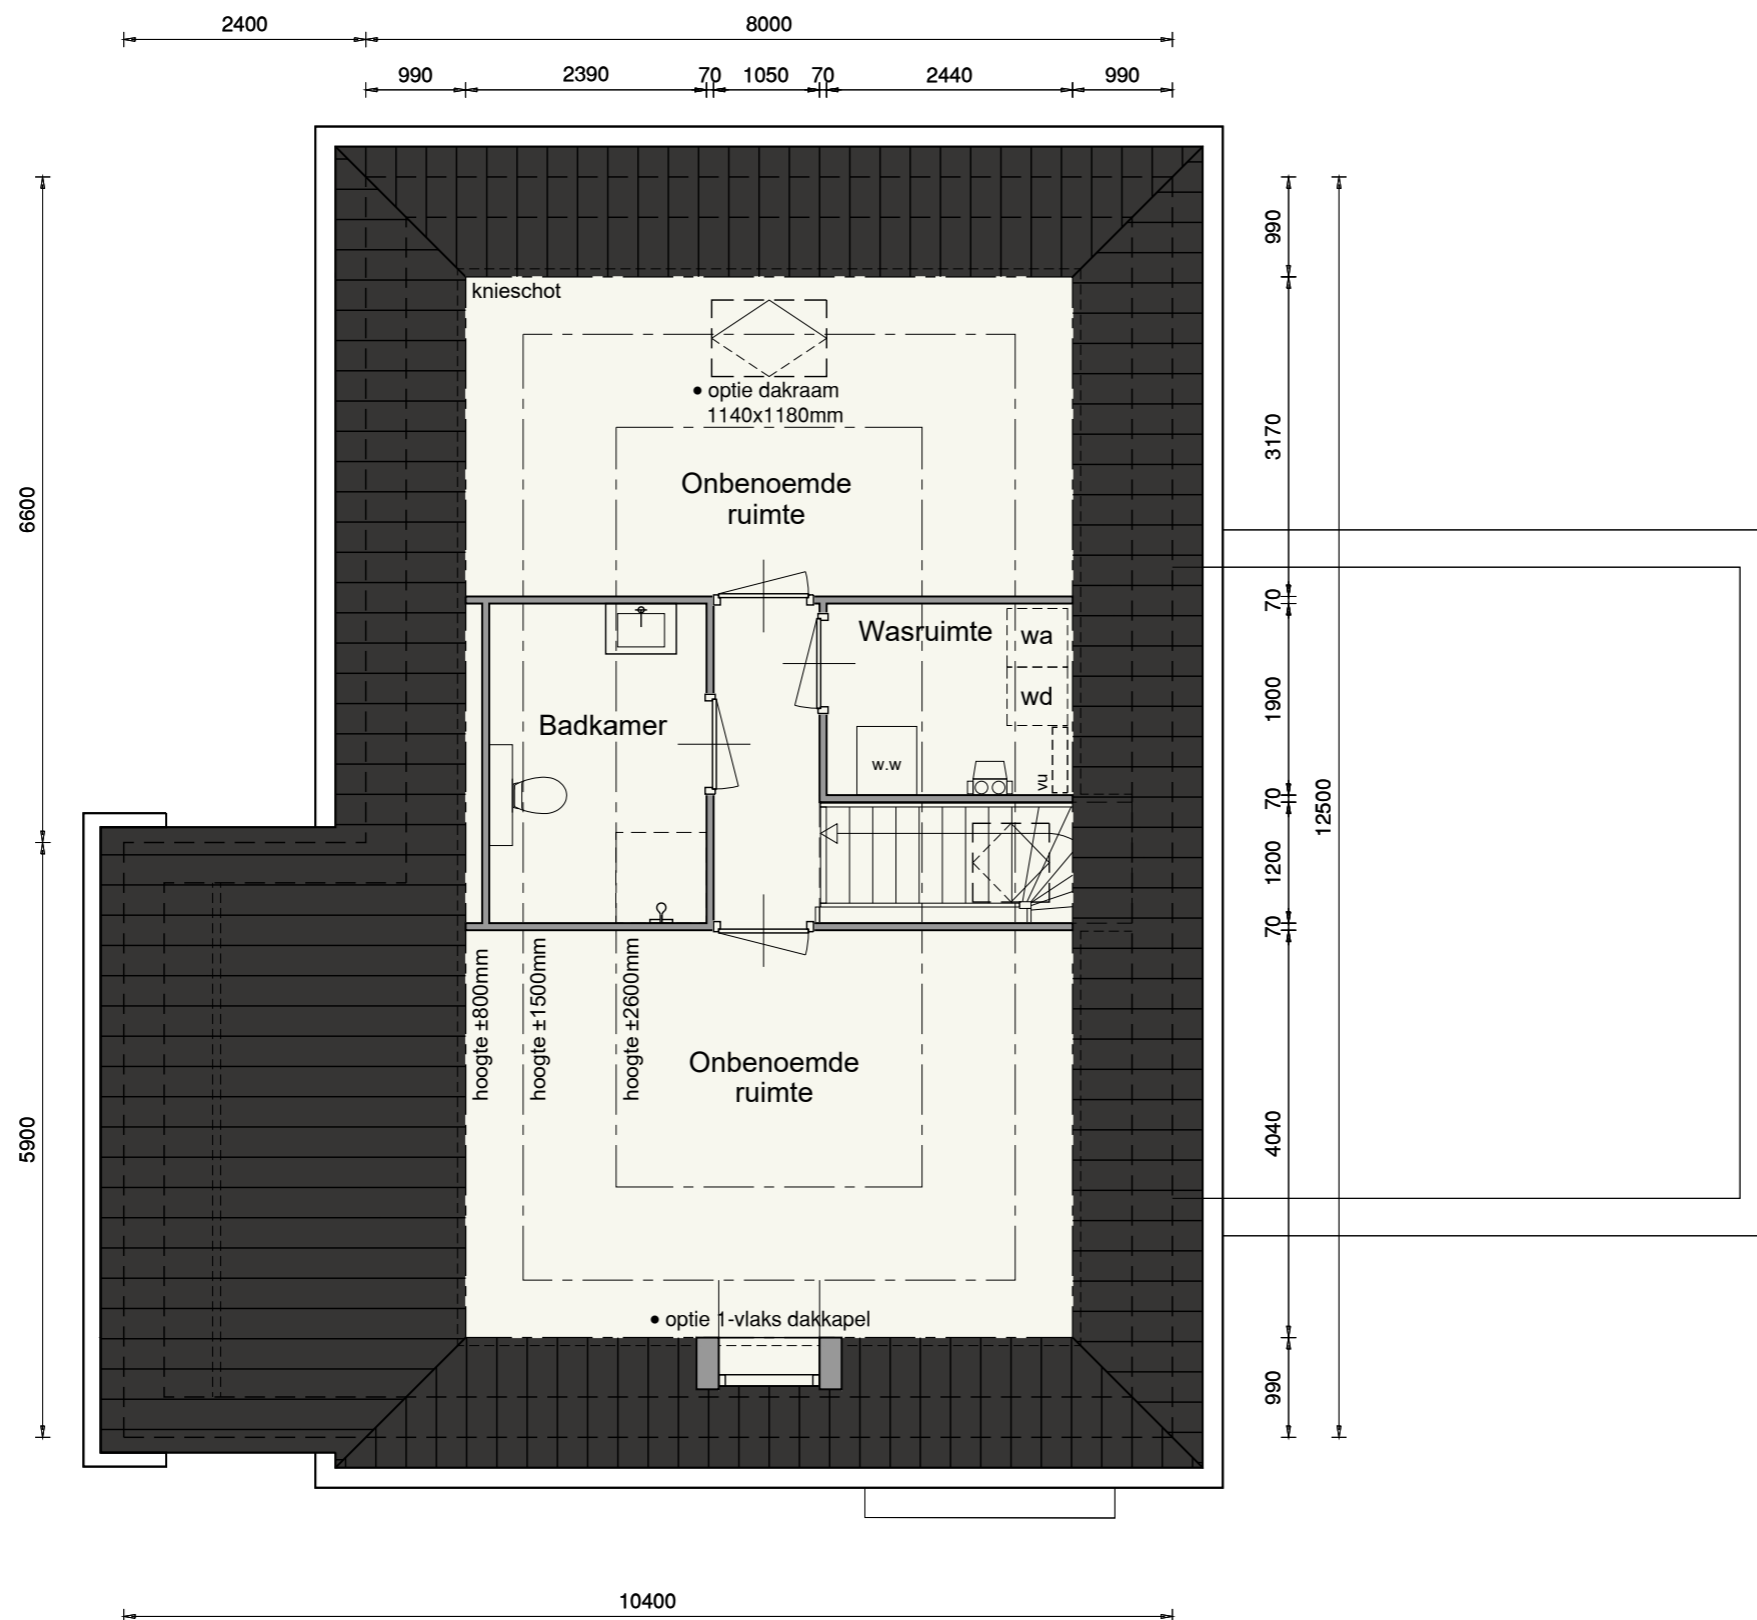 2400
8000
990
2390
70
1050
70
2440
990
knieschot
• optie dakraam
1140x1180mm
Onbenoemde
ruimte
Wasruimte
wa
wd
Badkamer
w.w
vu
hoogte ±800mm
hoogte ±1500mm
hoogte ±2600mm
Onbenoemde
ruimte
• optie 1-vlaks dakkapel
6600
5900
990
3170
70
1900
70
1200
70
4040
990
12500
10400